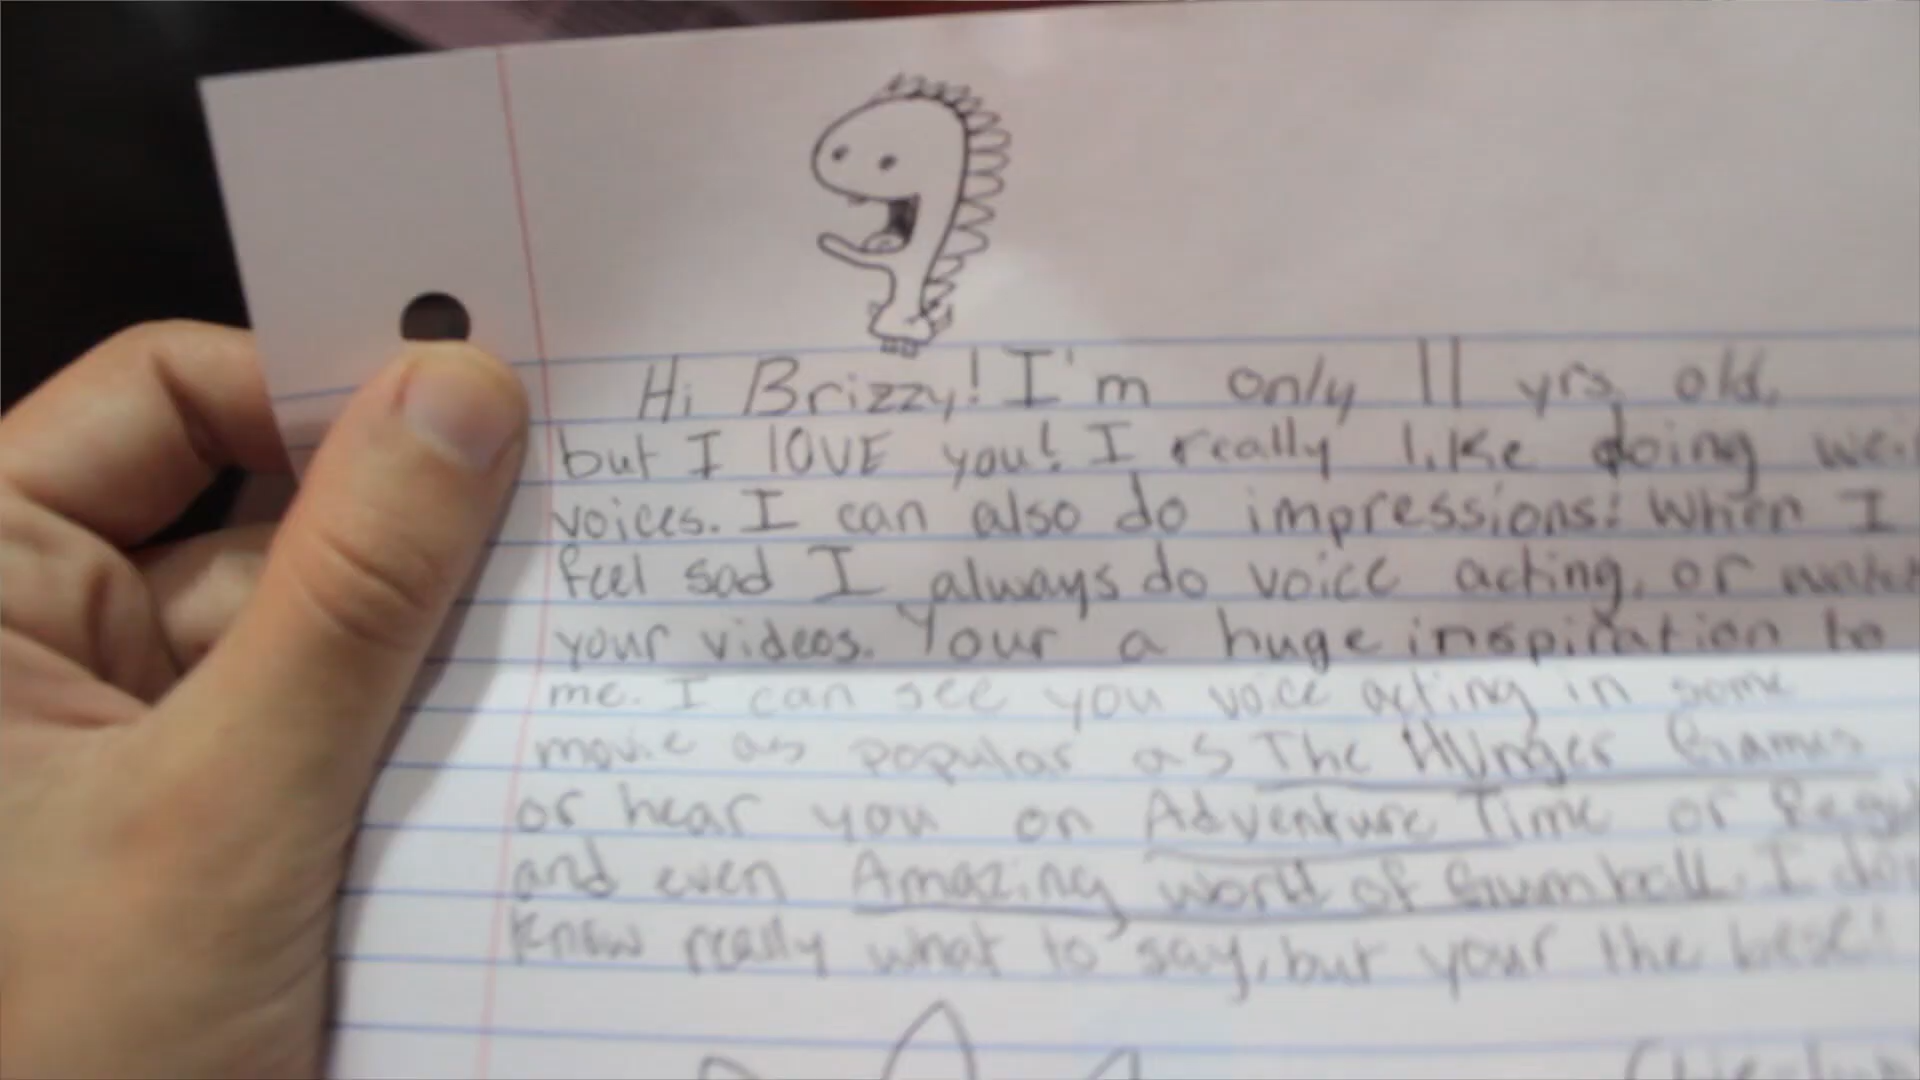 Hi Brizzy! I'm only 11 yrs old,
but I lOVE you! I really like doing
voices. I can also do impressions! When I
feel sad I always do voice acting, or
your videos. Your a huge inspiration to
me. I can see you voice acting in some
movie as popular as The HUnger Games
or hear you on Adventure Time or
and even Amazing world of Gumball. I
know really what to say, but your the best!